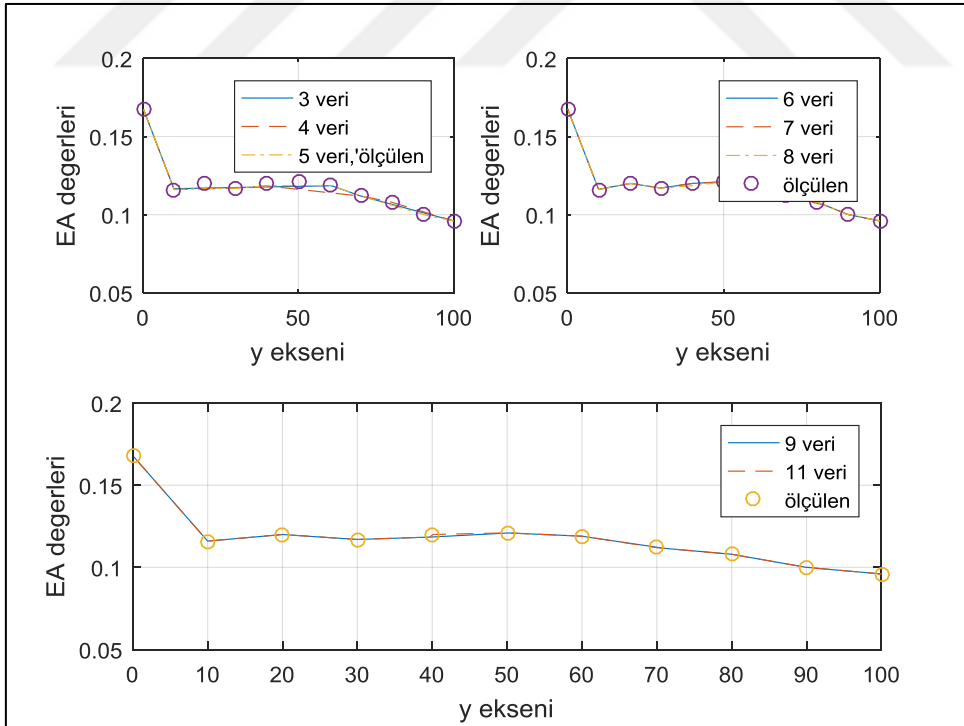 0.2
0.15
0.1
0.05
EA degerleri
0
50
100
y ekseni
3 veri
4 veri
5 veri,'ölçülen
0.2
0.15
0.1
0.05
EA degerleri
0
50
100
y ekseni
6 veri
7 veri
8 veri
ölçülen
0.2
0.15
0.1
0.05
EA degerleri
0
10
20
30
40
50
60
70
80
90
100
y ekseni
9 veri
11 veri
ölçülen